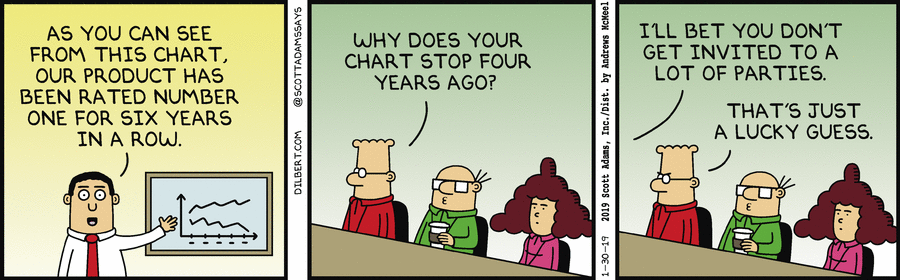 AS YOU CAN SEE
FROM THIS CHART,
OUR PRODUCT HAS
BEEN RATED NUMBER
ONE FOR SIX YEARS
IN A ROW.
DILBERT.COM @SCOTTADAMSSAYS
WHY DOES YOUR
CHART STOP FOUR
YEARS AGO?
1-30-19 2019 Scott Adams, Inc./Dist. by Andrews McMeel
I'LL BET YOU DON'T
GET INVITED TO A
LOT OF PARTIES.
THAT'S JUST
A LUCKY GUESS.